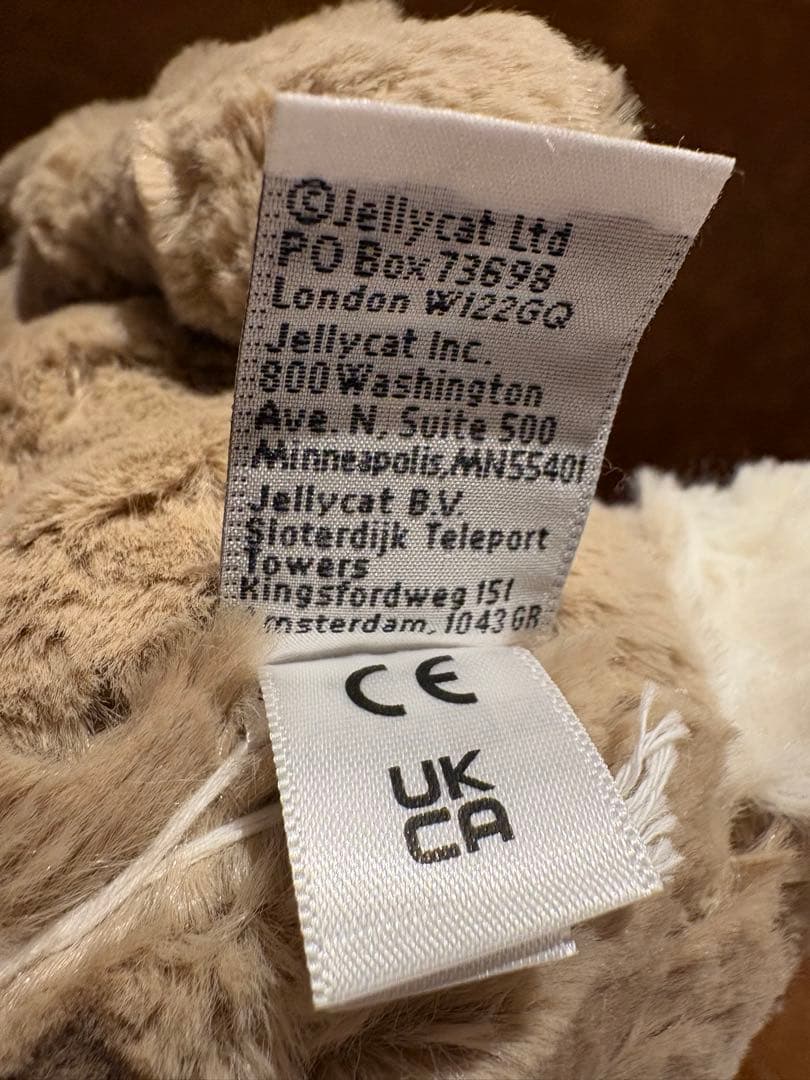 ©Jellycat Ltd
PO Box 73698
London W122GQ
Jellycat Inc.
800 Washington
Ave. N, Suite 500
Minneapolis,MN55401
Jellycat B.V.
Sloterdijk Teleport
Towers
Kingsfordweg 151
Amsterdam, 1043 GR
CE
UK
CA